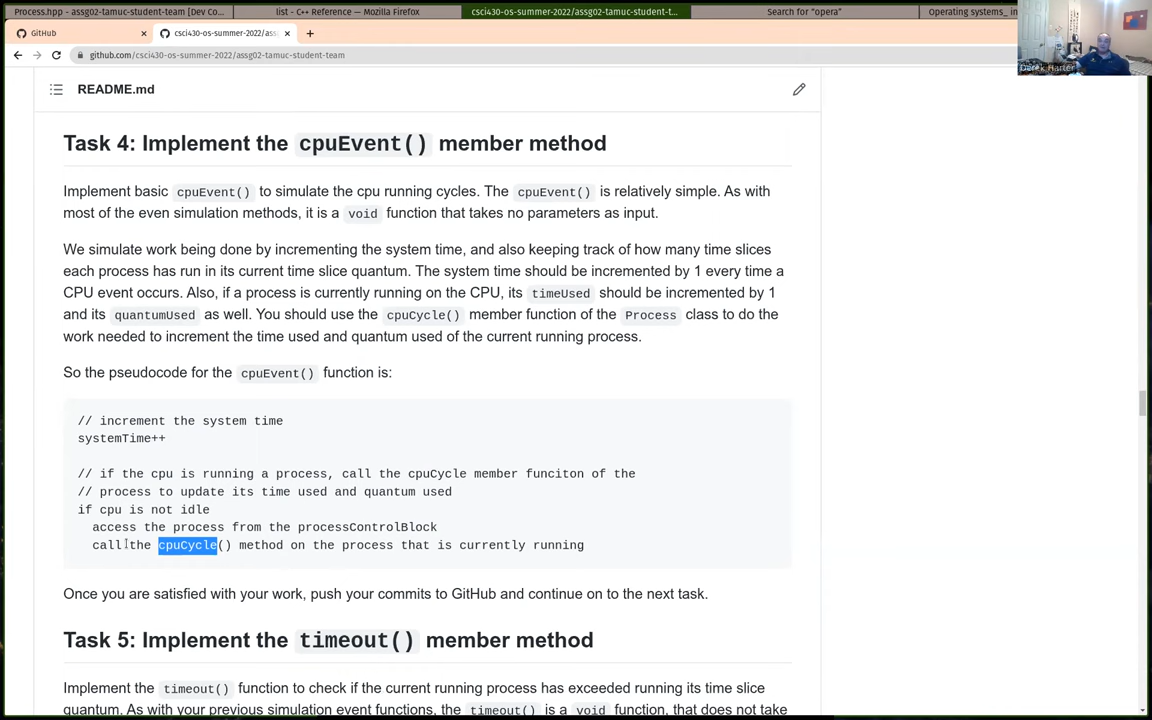 Process.hpp - assg02-tamuc-student-team [Dev Co...
list - C++ Reference — Mozilla Firefox
csci430-os-summer-2022/assg02-tamuc-student-t...
Search for "opera"
Operating systems_ in
GitHub
csci430-os-summer-2022/ass
github.com/csci430-os-summer-2022/assg02-tamuc-student-team
Derek Harter
README.md
Task 4: Implement the cpuEvent() member method
Implement basic cpuEvent() to simulate the cpu running cycles. The cpuEvent() is relatively simple. As with
most of the even simulation methods, it is a void function that takes no parameters as input.
We simulate work being done by incrementing the system time, and also keeping track of how many time slices
each process has run in its current time slice quantum. The system time should be incremented by 1 every time a
CPU event occurs. Also, if a process is currently running on the CPU, its timeUsed should be incremented by 1
and its quantumUsed as well. You should use the cpuCycle() member function of the Process class to do the
work needed to increment the time used and quantum used of the current running process.
So the pseudocode for the cpuEvent() function is:
// increment the system time
systemTime++
// if the cpu is running a process, call the cpuCycle member funciton of the
// process to update its time used and quantum used
if cpu is not idle
access the process from the processControlBlock
call the cpuCycle() method on the process that is currently running
Once you are satisfied with your work, push your commits to GitHub and continue on to the next task.
Task 5: Implement the timeout() member method
Implement the timeout() function to check if the current running process has exceeded running its time slice
quantum. As with your previous simulation event functions, the timeout() is a void function, that does not take